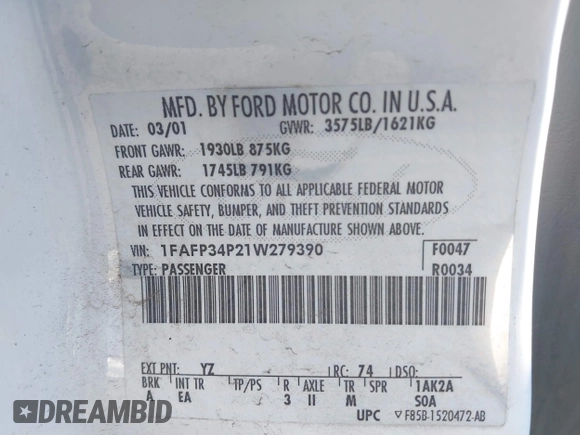 MFD. BY FORD MOTOR CO. IN U.S.A.
DATE: 03/01 GVWR: 3575LB/1621KG
FRONT GAWR: 1930LB 875KG
REAR GAWR: 1745LB 791KG
THIS VEHICLE CONFORMS TO ALL APPLICABLE FEDERAL MOTOR
VEHICLE SAFETY, BUMPER, AND THEFT PREVENTION STANDARDS
IN EFFECT ON THE DATE OF MANUFACTURE SHOWN ABOVE.
VIN: 1FAFP34P21W279390 F0047
TYPE: PASSENGER R0034
EXT PNT: YZ RC: 74 DSO:
BRK INT TR TP/PS R AXLE TR SPR 1AK2A
A EA 3 II M SOA
UPC F85B-1520472-AB
DREAMBID